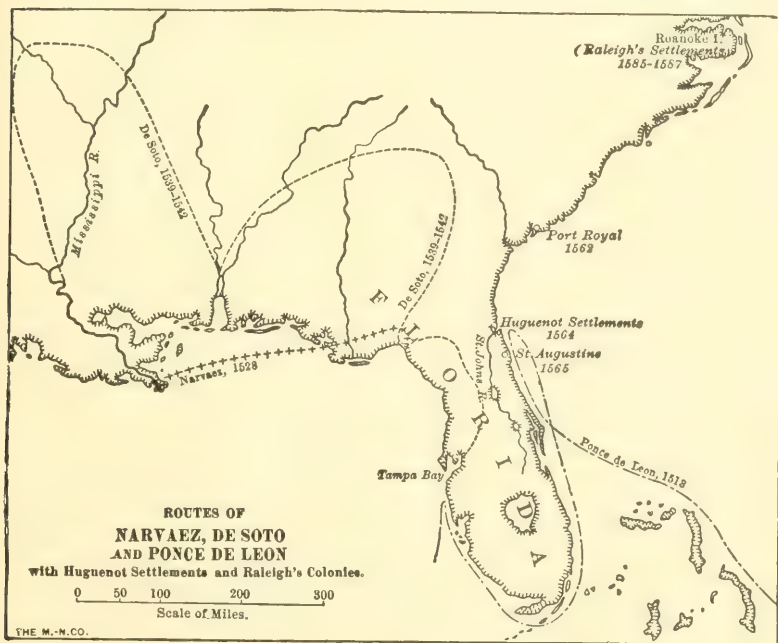 Roanoke I.
(Raleigh's Settlements
1585-1587
De Soto, 1539-1542
Mississippi R.
Port Royal
1562
De Soto, 1539-1542
Huguenot Settlements
1564
St. Augustine
1565
Narvaez, 1528
St. Johns R.
FLORIDA
Ponce de Leon, 1513
Tampa Bay
ROUTES OF
NARVAEZ, DE SOTO
AND PONCE DE LEON
with Huguenot Settlements and Raleigh's Colonies.
0 50 100 200 300
Scale of Miles.
THE M.-N. CO.